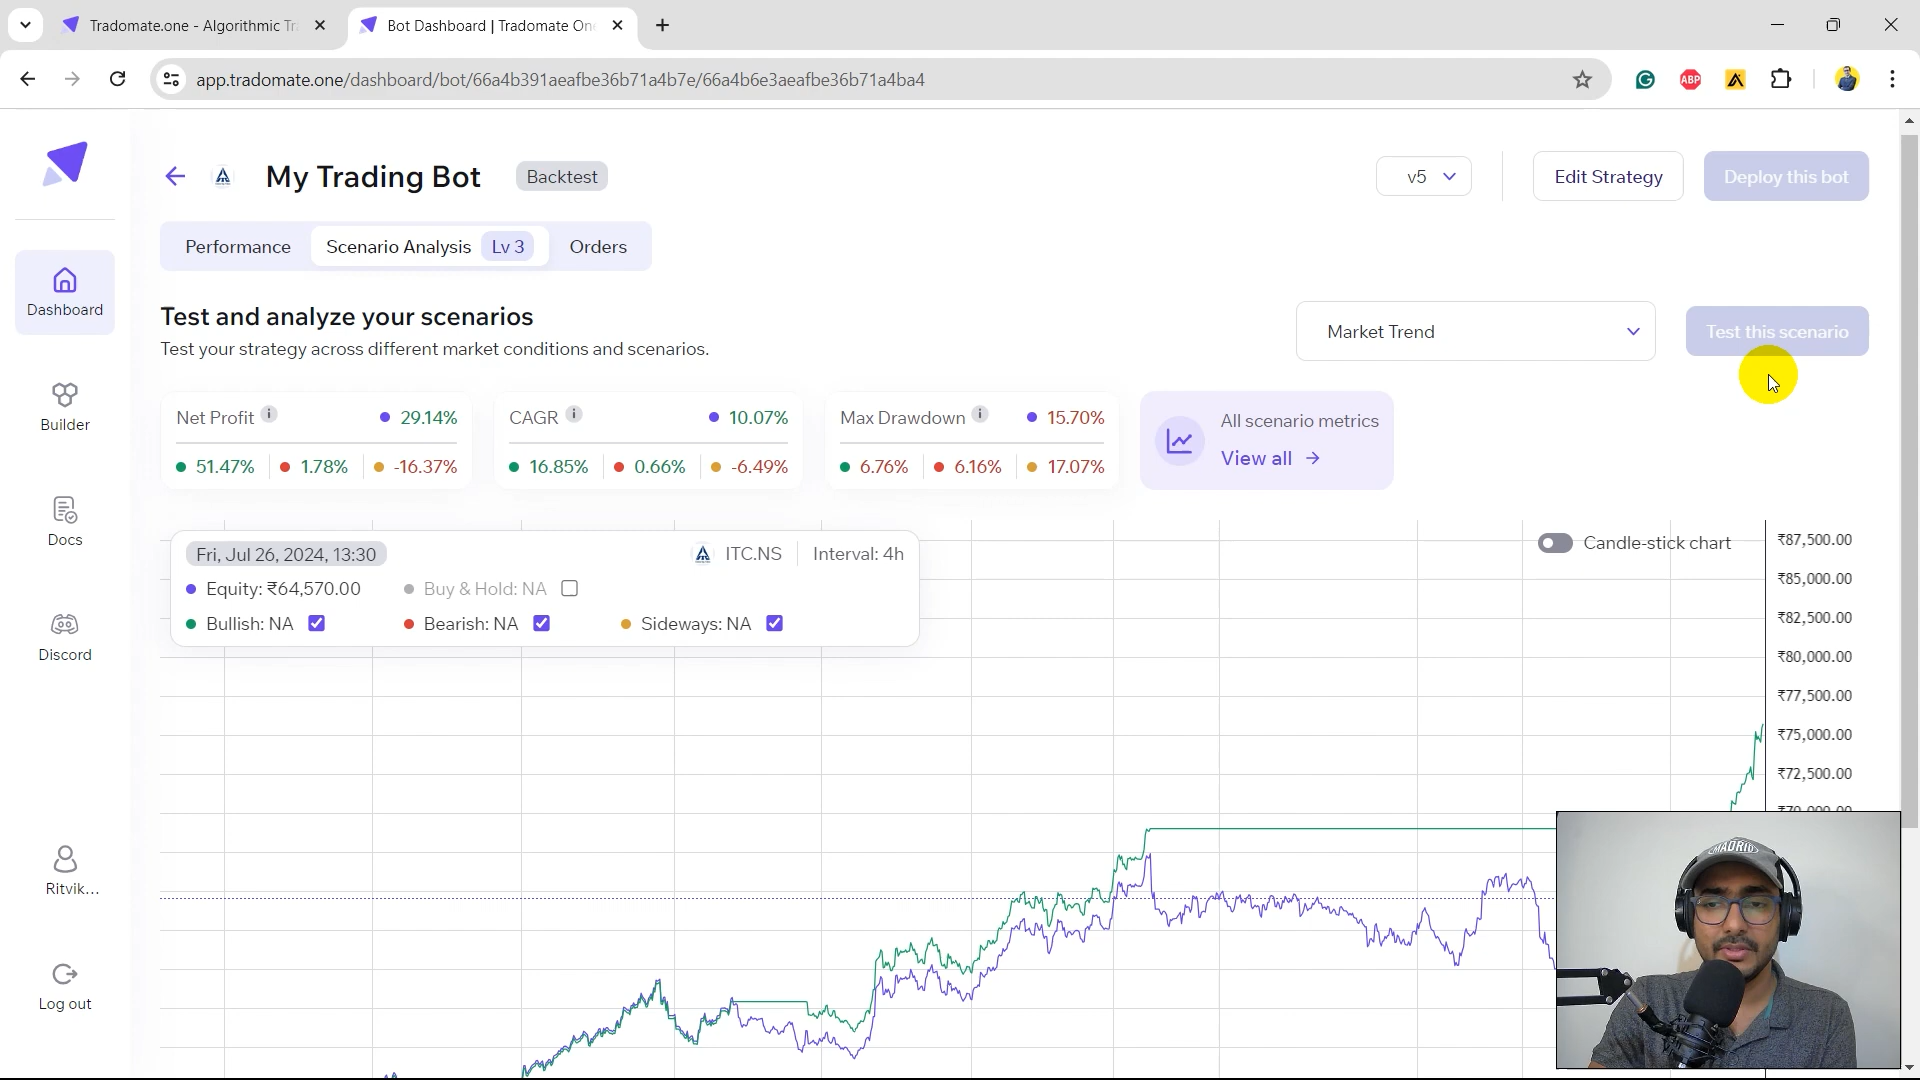 Tradomate.one - Algorithmic Tr
Bot Dashboard | Tradomate On
app.tradomate.one/dashboard/bot/66a4b391aeafbe36b71a4b7e/66a4b6e3aeafbe36b71a4ba4
ABP
My Trading Bot
Backtest
v5
Edit Strategy
Deploy this bot
Performance
Scenario Analysis Lv 3
Orders
Dashboard
Builder
Docs
Discord
Ritvik...
Log out
Test and analyze your scenarios
Test your strategy across different market conditions and scenarios.
Market Trend
Test this scenario
Net Profit 29.14%
51.47% 1.78% -16.37%
CAGR 10.07%
16.85% 0.66% -6.49%
Max Drawdown 15.70%
6.76% 6.16% 17.07%
All scenario metrics
View all
Fri, Jul 26, 2024, 13:30
ITC.NS
Interval: 4h
Equity: ₹64,570.00
Buy & Hold: NA
Bullish: NA
Bearish: NA
Sideways: NA
Candle-stick chart
₹87,500.00
₹85,000.00
₹82,500.00
₹80,000.00
₹77,500.00
₹75,000.00
₹72,500.00
₹70,000.00
MADRID